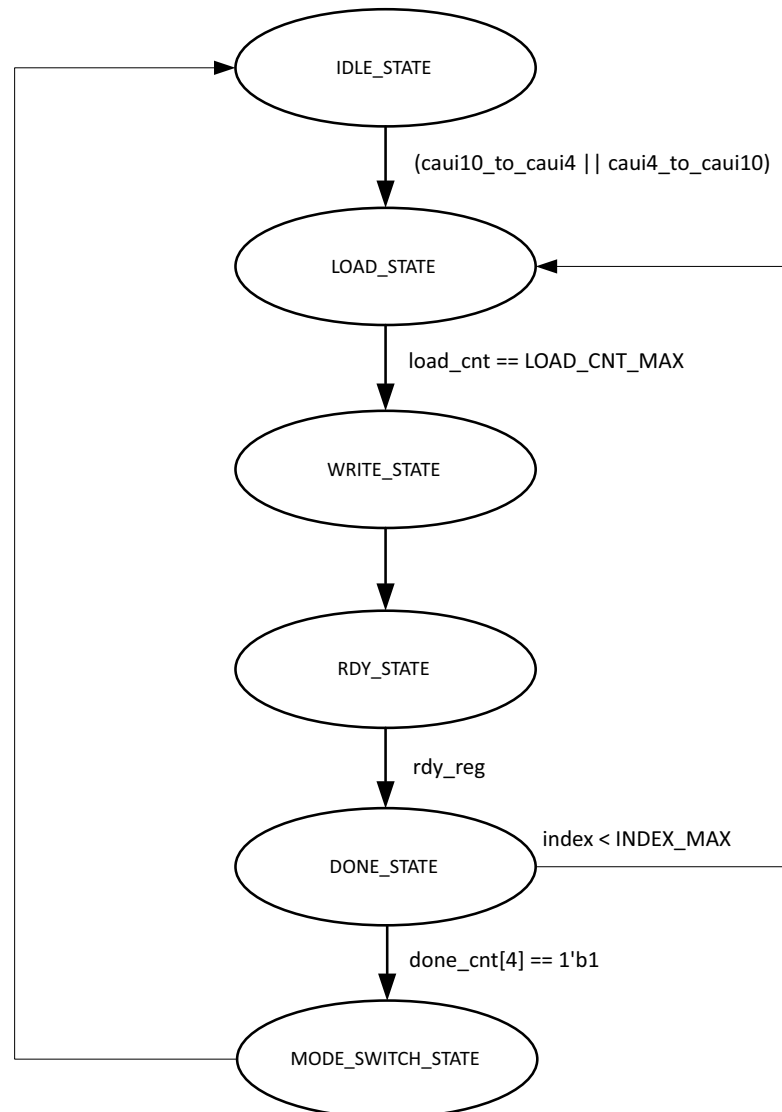 IDLE_STATE
(caui10_to_caui4 || caui4_to_caui10)
LOAD_STATE
load_cnt == LOAD_CNT_MAX
WRITE_STATE
RDY_STATE
rdy_reg
index < INDEX_MAX
DONE_STATE
done_cnt[4] == 1'b1
MODE_SWITCH_STATE